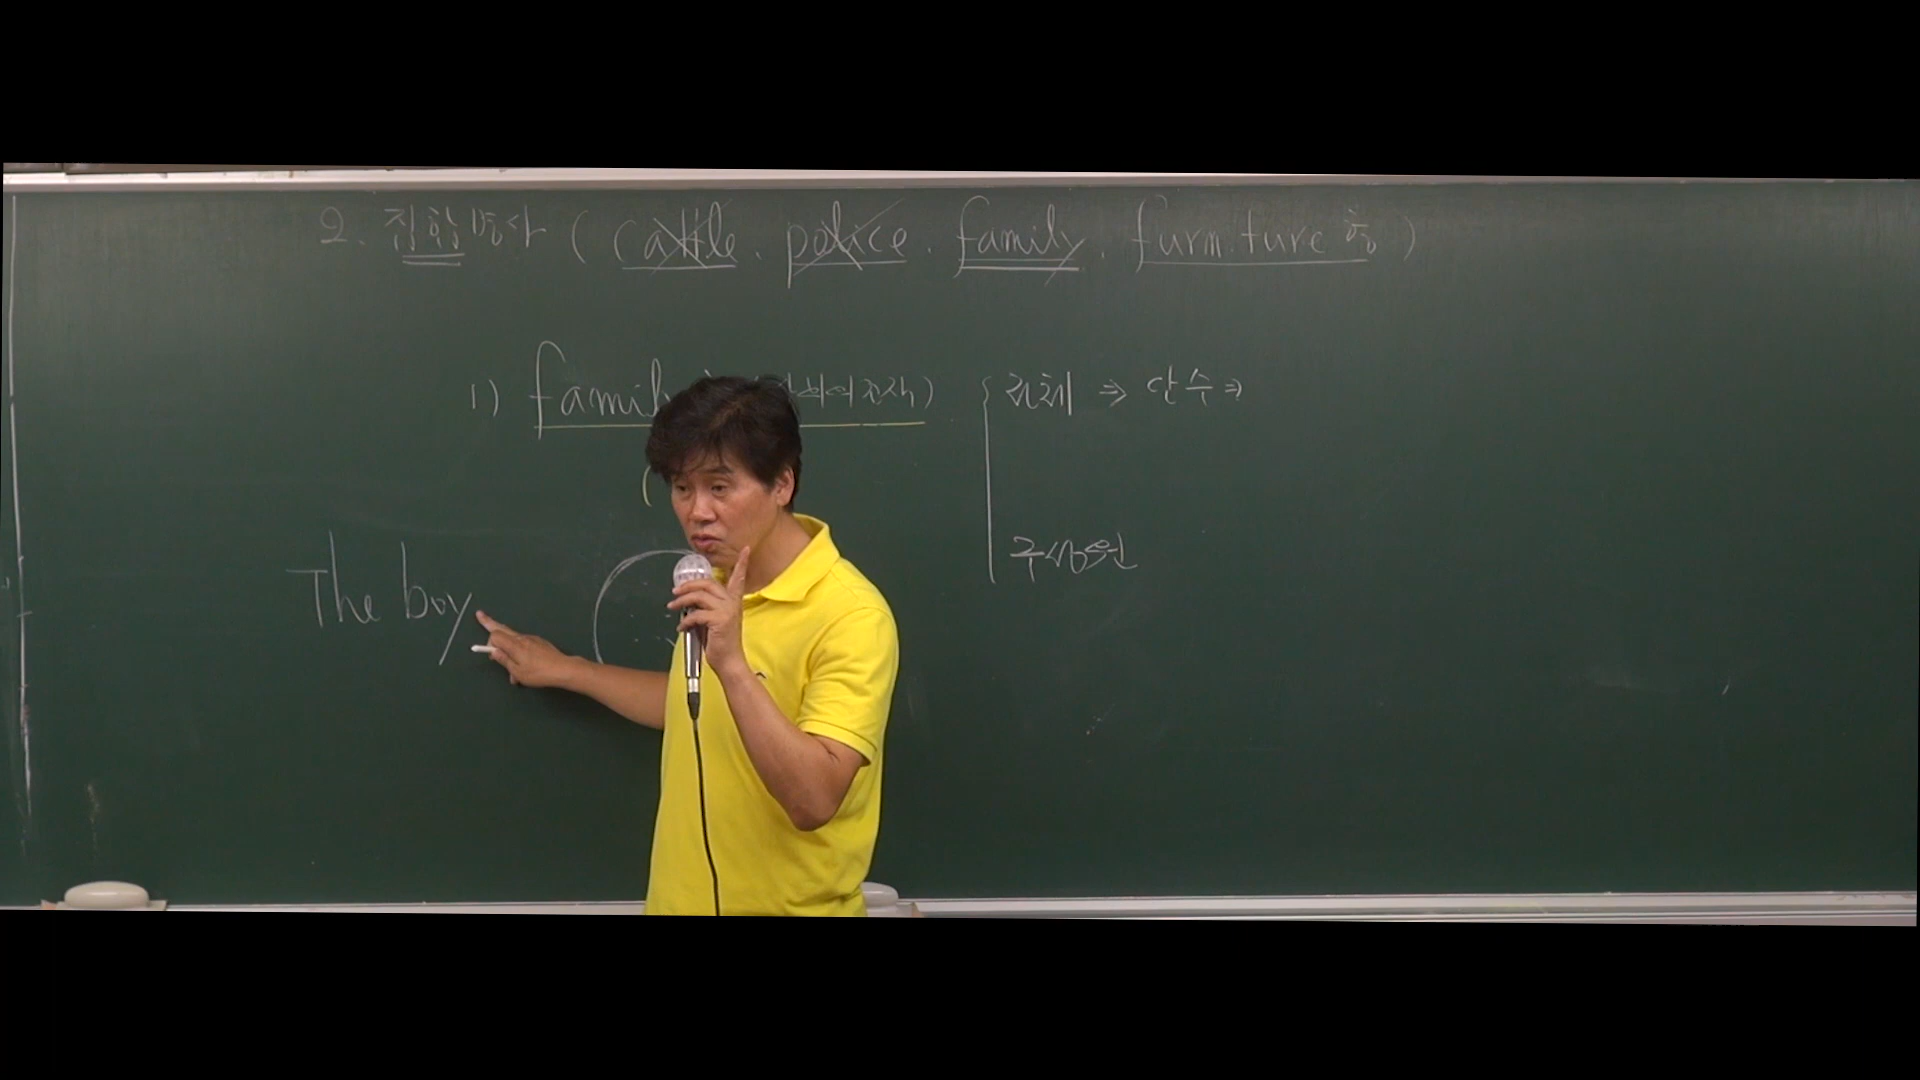 2. 집합명사 ( cattle. police. family. furniture 등 )
1) family
전체 ⇒ 단수 ⇒
(
The boy
구성원